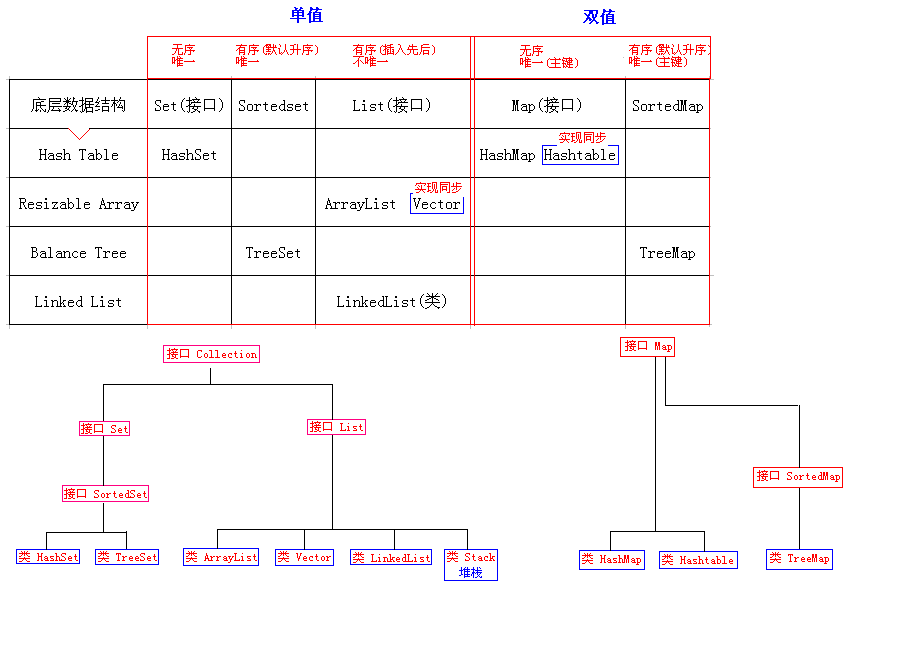 单值 双值
无序 有序(默认升序) 有序(插入先后) 无序 有序(默认升序)
唯一 唯一 不唯一 唯一(主键) 唯一(主键)
底层数据结构 Set(接口) Sortedset List(接口) Map(接口) SortedMap
实现同步
Hash Table HashSet HashMap Hashtable
实现同步
Resizable Array ArrayList Vector
Balance Tree TreeSet TreeMap
Linked List LinkedList(类)
接口 Collection 接口 Map
接口 Set 接口 List
接口 SortedMap
接口 SortedSet
类 HashSet 类 TreeSet 类 ArrayList 类 Vector 类 LinkedList 类 Stack 类 HashMap 类 Hashtable 类 TreeMap
堆栈